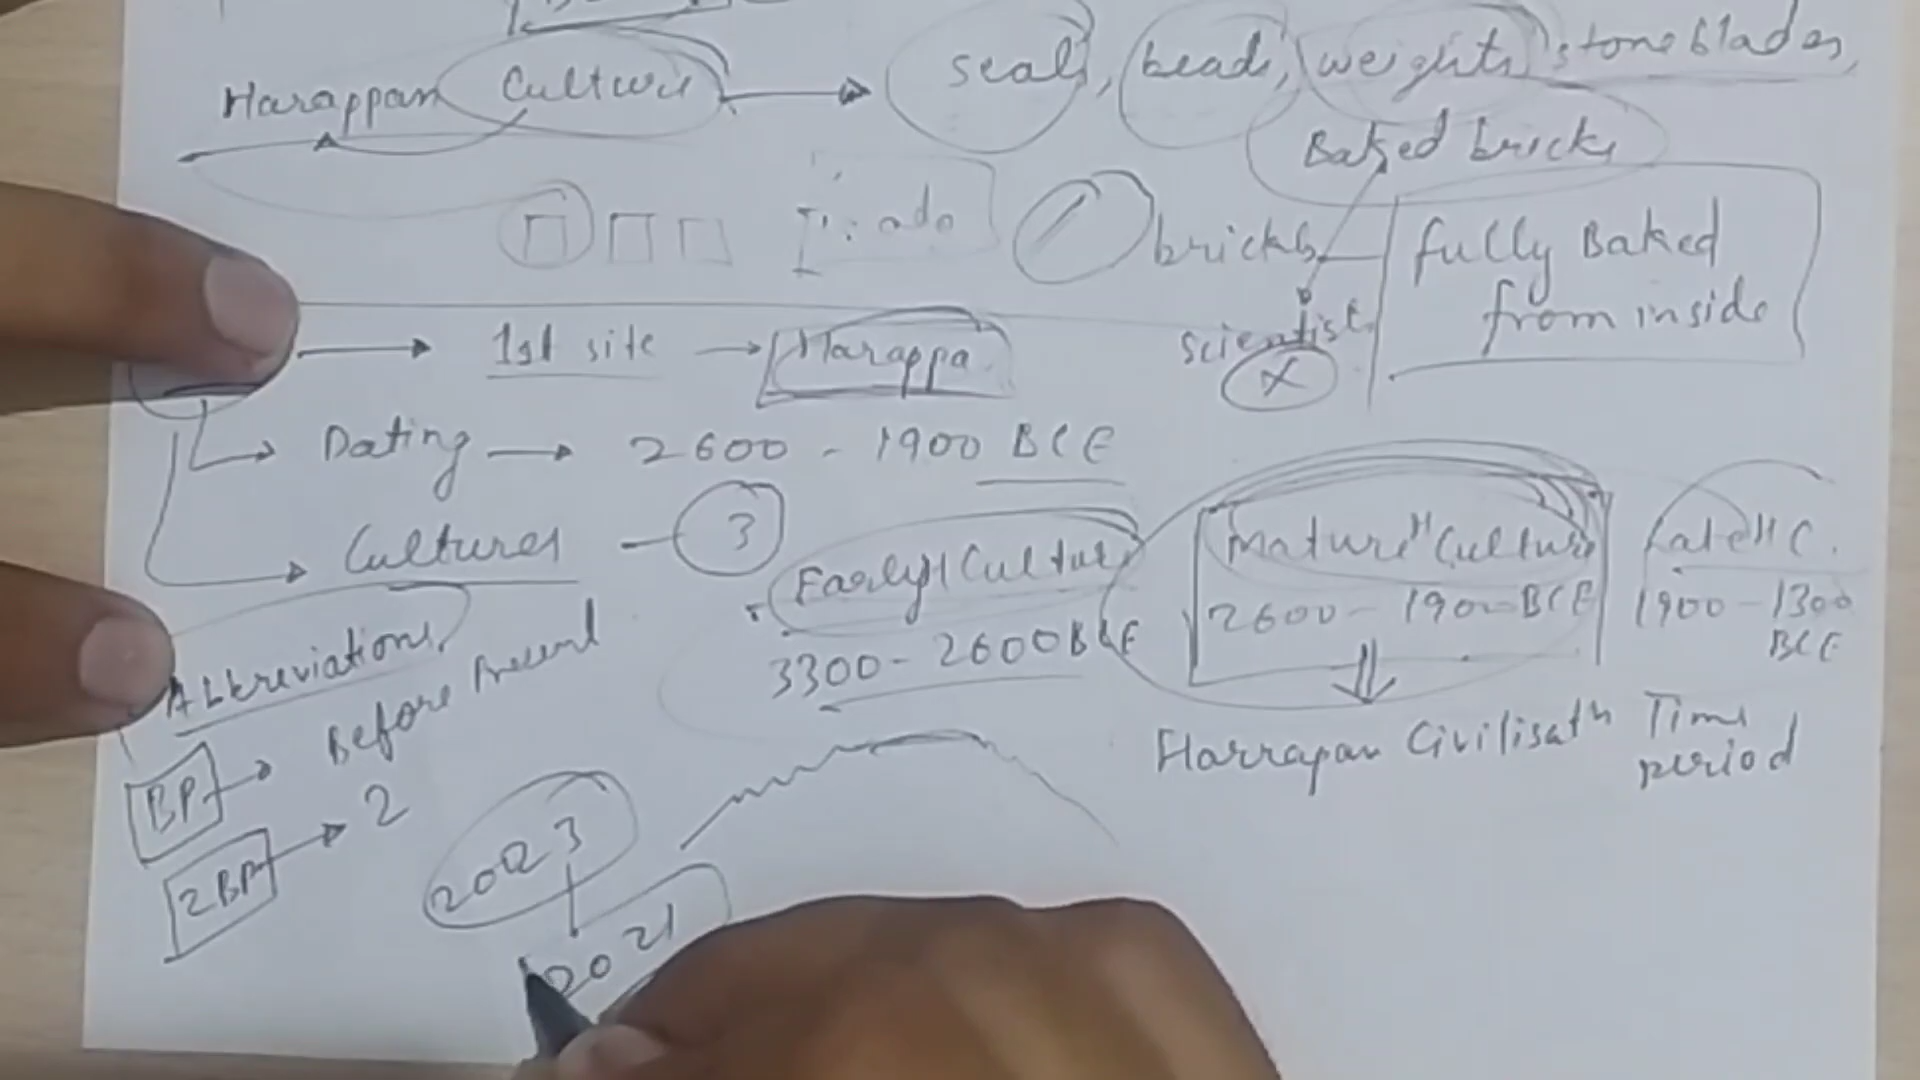 Harappan Culture → seals, beads, weights, stone blades,
Baked bricks
bricks
fully Baked
from inside
scientist
X
1st site → Harappa.
Dating → 2600 - 1900 BCE
Cultures - 3
Early H Culture
3300 - 2600 BCE
Mature H Culture
2600 - 1900 BCE
Late H C.
1900 - 1300
BCE
Harrapan Civilisatn Time
period
Abbreviations
BP → Before Present
2BP → 2
2023
2021